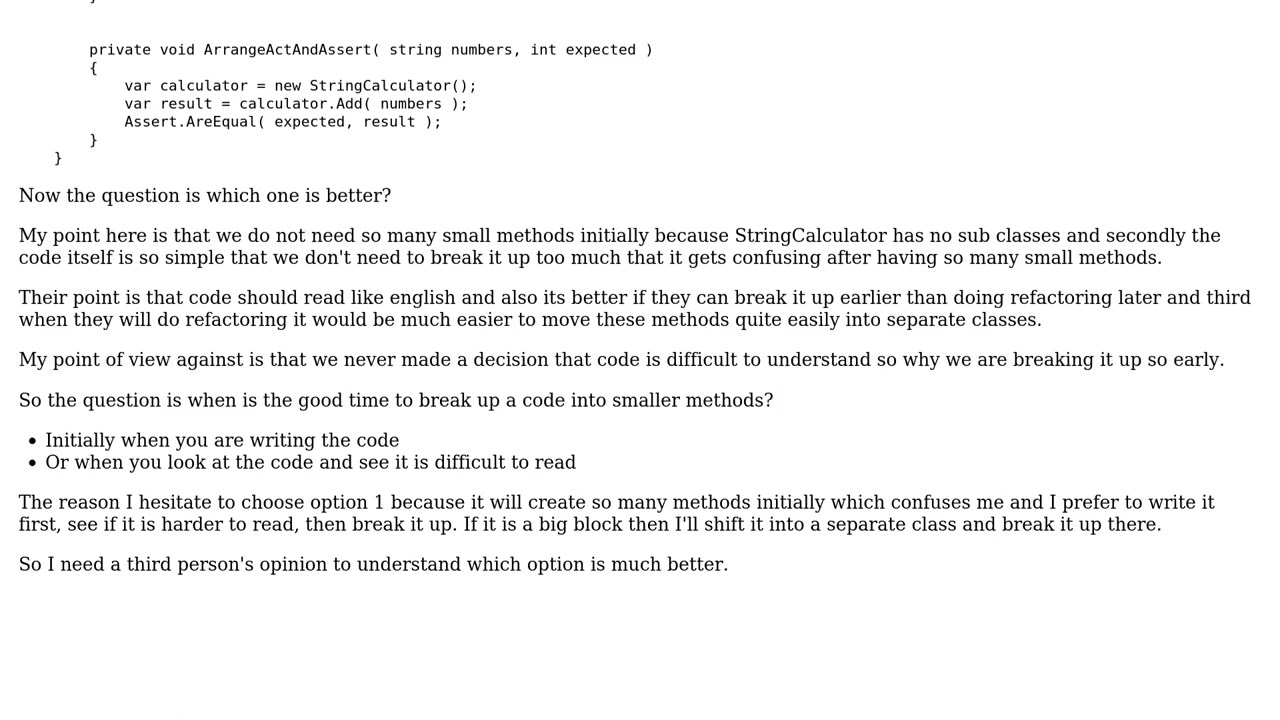 }
private void ArrangeActAndAssert( string numbers, int expected )
{
var calculator = new StringCalculator();
var result = calculator.Add( numbers );
Assert.AreEqual( expected, result );
}
}
Now the question is which one is better?
My point here is that we do not need so many small methods initially because StringCalculator has no sub classes and secondly the
code itself is so simple that we don't need to break it up too much that it gets confusing after having so many small methods.
Their point is that code should read like english and also its better if they can break it up earlier than doing refactoring later and third
when they will do refactoring it would be much easier to move these methods quite easily into separate classes.
My point of view against is that we never made a decision that code is difficult to understand so why we are breaking it up so early.
So the question is when is the good time to break up a code into smaller methods?
• Initially when you are writing the code
• Or when you look at the code and see it is difficult to read
The reason I hesitate to choose option 1 because it will create so many methods initially which confuses me and I prefer to write it
first, see if it is harder to read, then break it up. If it is a big block then I'll shift it into a separate class and break it up there.
So I need a third person's opinion to understand which option is much better.